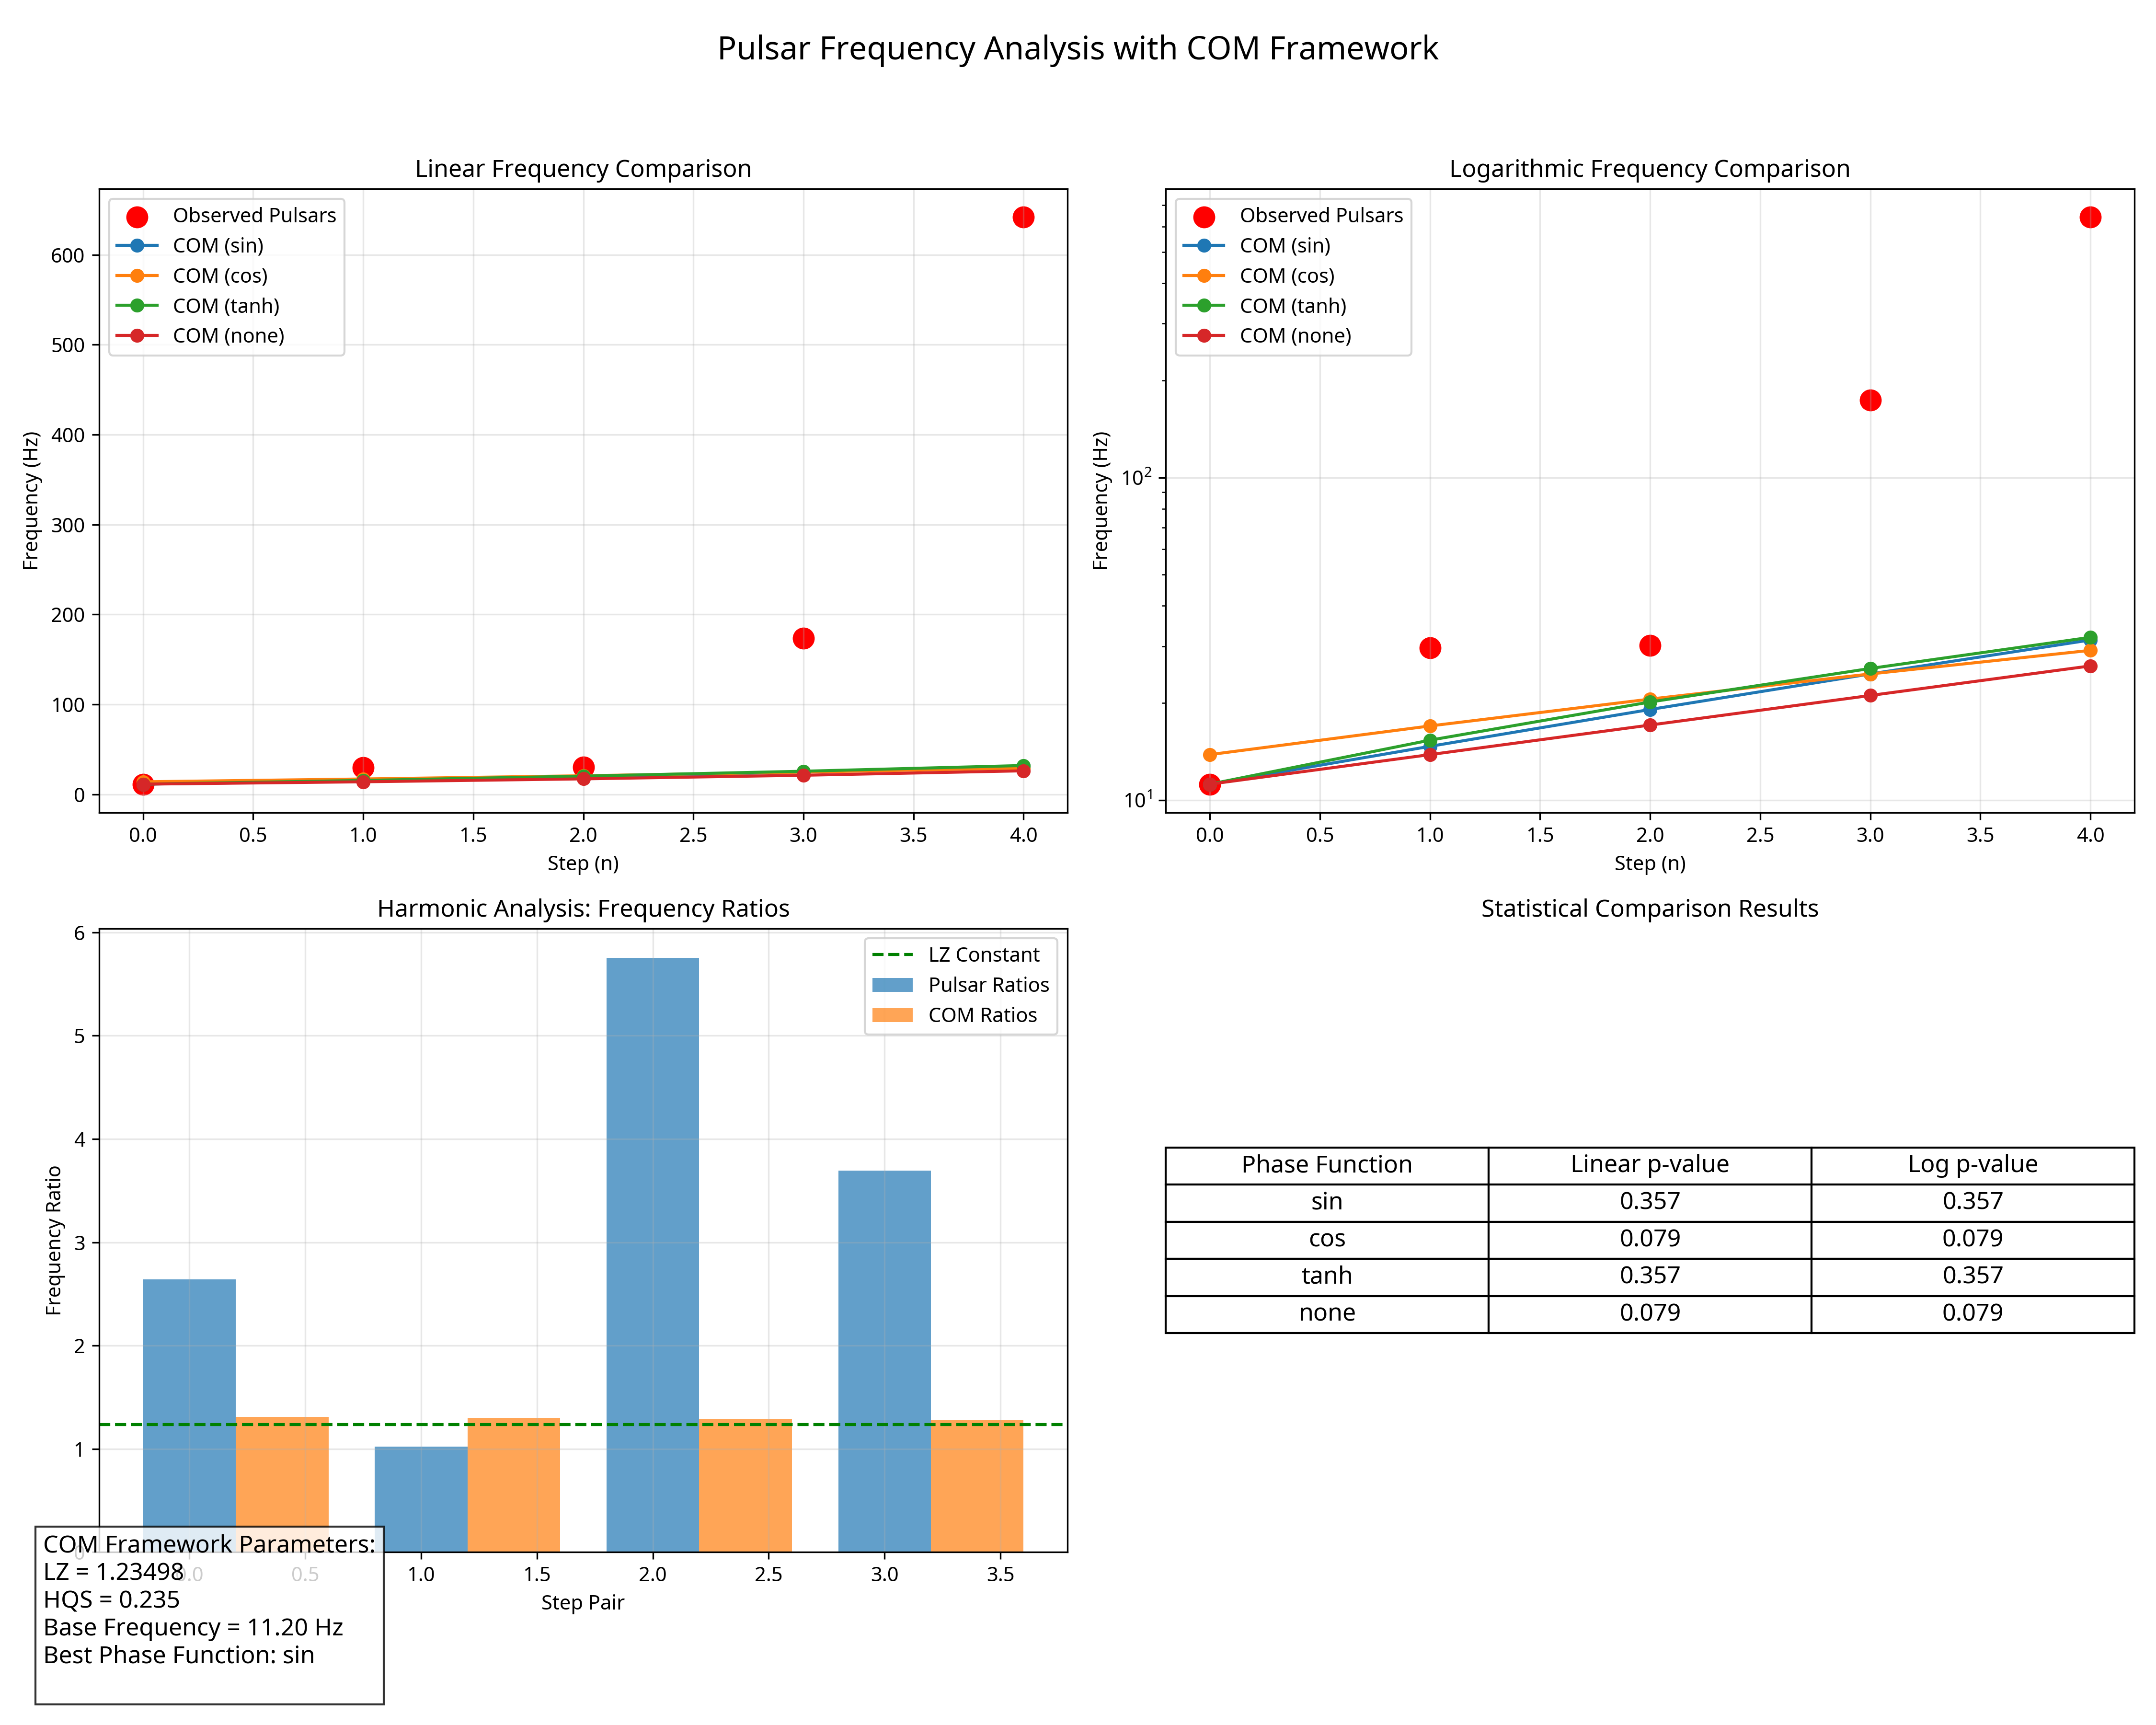 Pulsar Frequency Analysis with COM Framework
Linear Frequency Comparison
Frequency (Hz)
600
500
400
300
200
100
0
Observed Pulsars
COM (sin)
COM (cos)
COM (tanh)
COM (none)
0.0 0.5 1.0 1.5 2.0 2.5 3.0 3.5 4.0
Step (n)
Logarithmic Frequency Comparison
Frequency (Hz)
10²
10¹
Observed Pulsars
COM (sin)
COM (cos)
COM (tanh)
COM (none)
0.0 0.5 1.0 1.5 2.0 2.5 3.0 3.5 4.0
Step (n)
Harmonic Analysis: Frequency Ratios
Frequency Ratio
6
5
4
3
2
1
0
LZ Constant
Pulsar Ratios
COM Ratios
0.0 0.5 1.0 1.5 2.0 2.5 3.0 3.5
Step Pair
COM Framework Parameters:
LZ = 1.23498
HQS = 0.235
Base Frequency = 11.20 Hz
Best Phase Function: sin
Statistical Comparison Results
Phase Function Linear p-value Log p-value
sin 0.357 0.357
cos 0.079 0.079
tanh 0.357 0.357
none 0.079 0.079